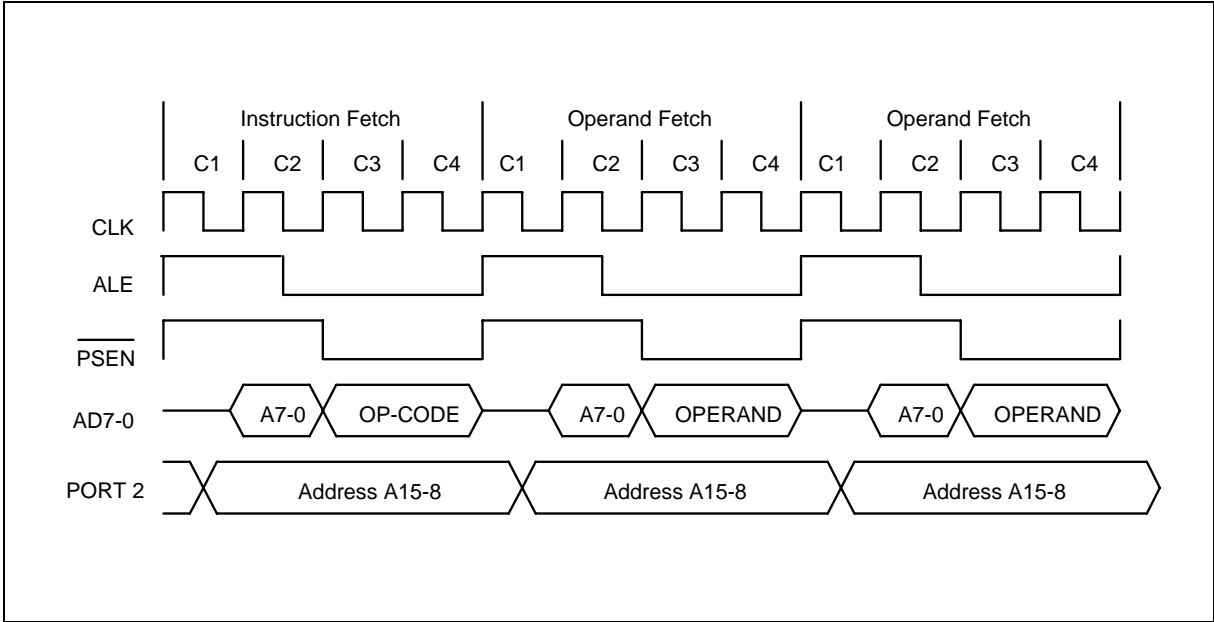 Instruction Fetch Operand Fetch Operand Fetch
C1 C2 C3 C4 C1 C2 C3 C4 C1 C2 C3 C4
CLK
ALE
PSEN
AD7-0 A7-0 OP-CODE A7-0 OPERAND A7-0 OPERAND
PORT 2 Address A15-8 Address A15-8 Address A15-8